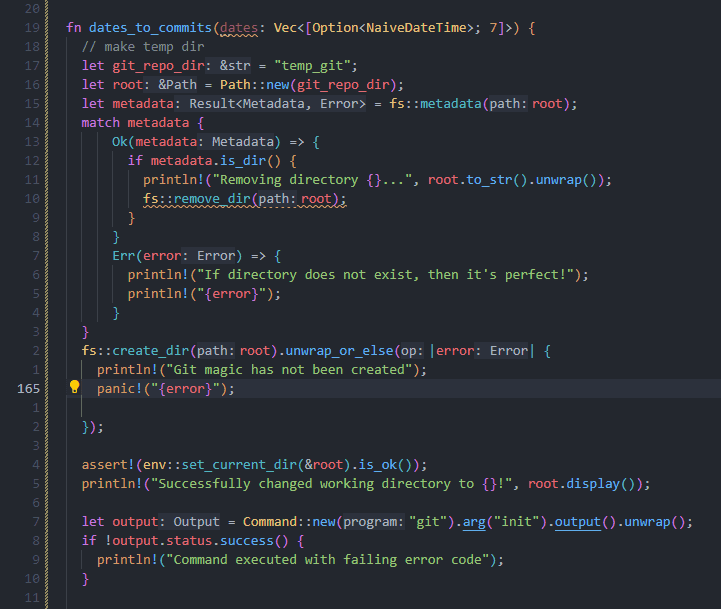 20
19 fn dates_to_commits(dates: Vec<[Option<NaiveDateTime>; 7]>) {
18 // make temp dir
17 let git_repo_dir: &str = "temp_git";
16 let root: &Path = Path::new(git_repo_dir);
15 let metadata: Result<Metadata, Error> = fs::metadata(path: root);
14 match metadata {
13 Ok(metadata: Metadata) => {
12 if metadata.is_dir() {
11 println!("Removing directory {}...", root.to_str().unwrap());
10 fs::remove_dir(path: root);
9 }
8 }
7 Err(error: Error) => {
6 println!("If directory does not exist, then it's perfect!");
5 println!("{error}");
4 }
3 }
2 fs::create_dir(path: root).unwrap_or_else(op: |error: Error| {
1 println!("Git magic has not been created");
165 panic!("{error}");
1
2 });
3
4 assert!(env::set_current_dir(&root).is_ok());
5 println!("Successfully changed working directory to {}!", root.display());
6
7 let output: Output = Command::new(program: "git").arg("init").output().unwrap();
8 if !output.status.success() {
9 println!("Command executed with failing error code");
10 }
11